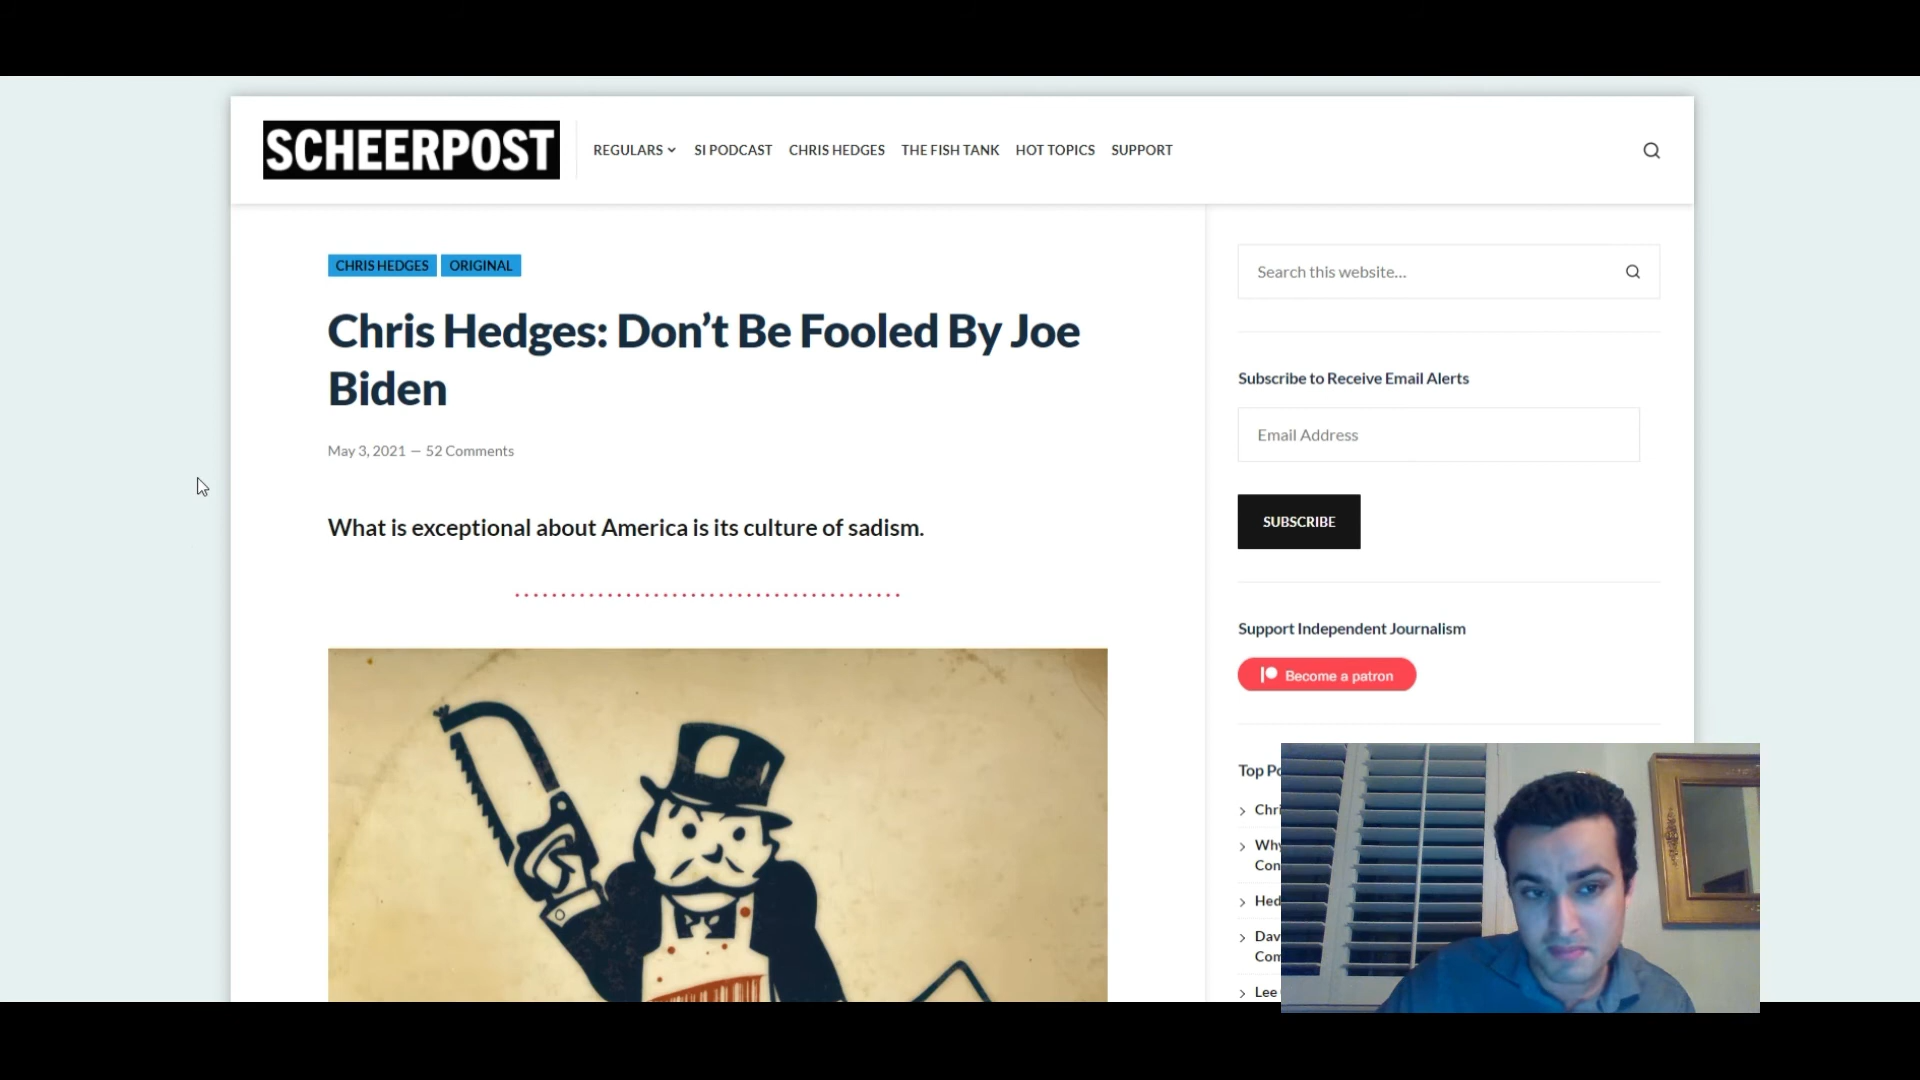 SCHEERPOST
REGULARS SI PODCAST CHRIS HEDGES THE FISH TANK HOT TOPICS SUPPORT
CHRIS HEDGES ORIGINAL
Chris Hedges: Don’t Be Fooled By Joe
Biden
May 3, 2021 — 52 Comments
What is exceptional about America is its culture of sadism.
Search this website...
Subscribe to Receive Email Alerts
Email Address
SUBSCRIBE
Support Independent Journalism
Become a patron
Top
Lee